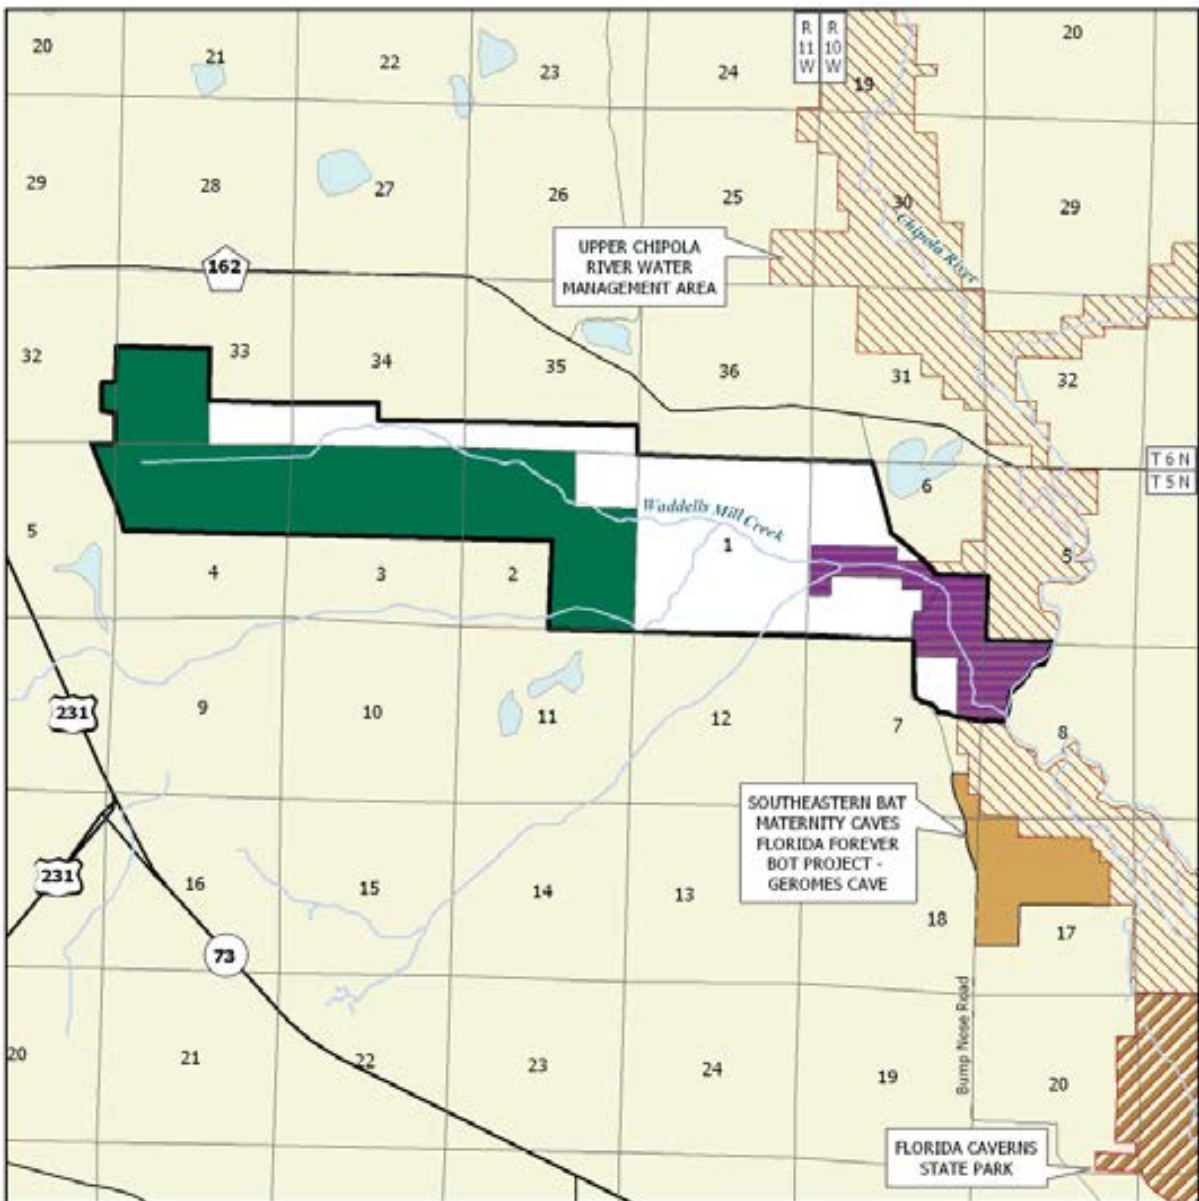 20
21
22
23
24
R
11
W
R
10
W
19
20
29
28
27
26
25
30
29
Chipola River
UPPER CHIPOLA
RIVER WATER
MANAGEMENT AREA
162
32
33
34
35
36
31
32
T 6 N
T 5 N
6
Waddells Mill Creek
5
4
3
2
1
5
231
9
10
11
12
7
8
SOUTHEASTERN BAT
MATERNITY CAVES
FLORIDA FOREVER
BOT PROJECT -
GEROMES CAVE
231
16
15
14
13
18
17
73
Bump Nose Road
20
21
22
23
24
19
20
FLORIDA CAVERNS
STATE PARK